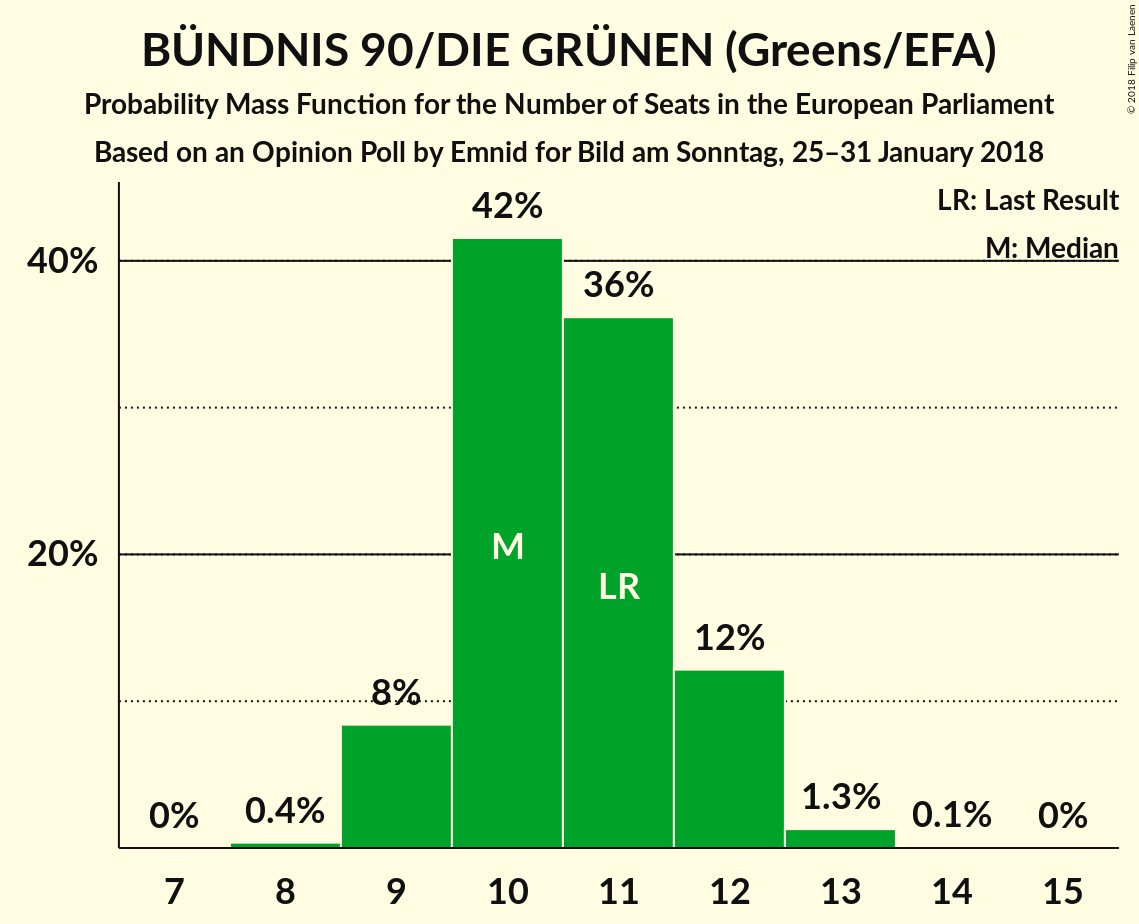 BÜNDNIS 90/DIE GRÜNEN (Greens/EFA)
Probability Mass Function for the Number of Seats in the European Parliament
Based on an Opinion Poll by Emnid for Bild am Sonntag, 25–31 January 2018
© 2018 Filip van Laenen
LR: Last Result
M: Median
40%
20%
0%
0.4%
8%
42%
36%
12%
1.3%
0.1%
0%
M
LR
7 8 9 10 11 12 13 14 15